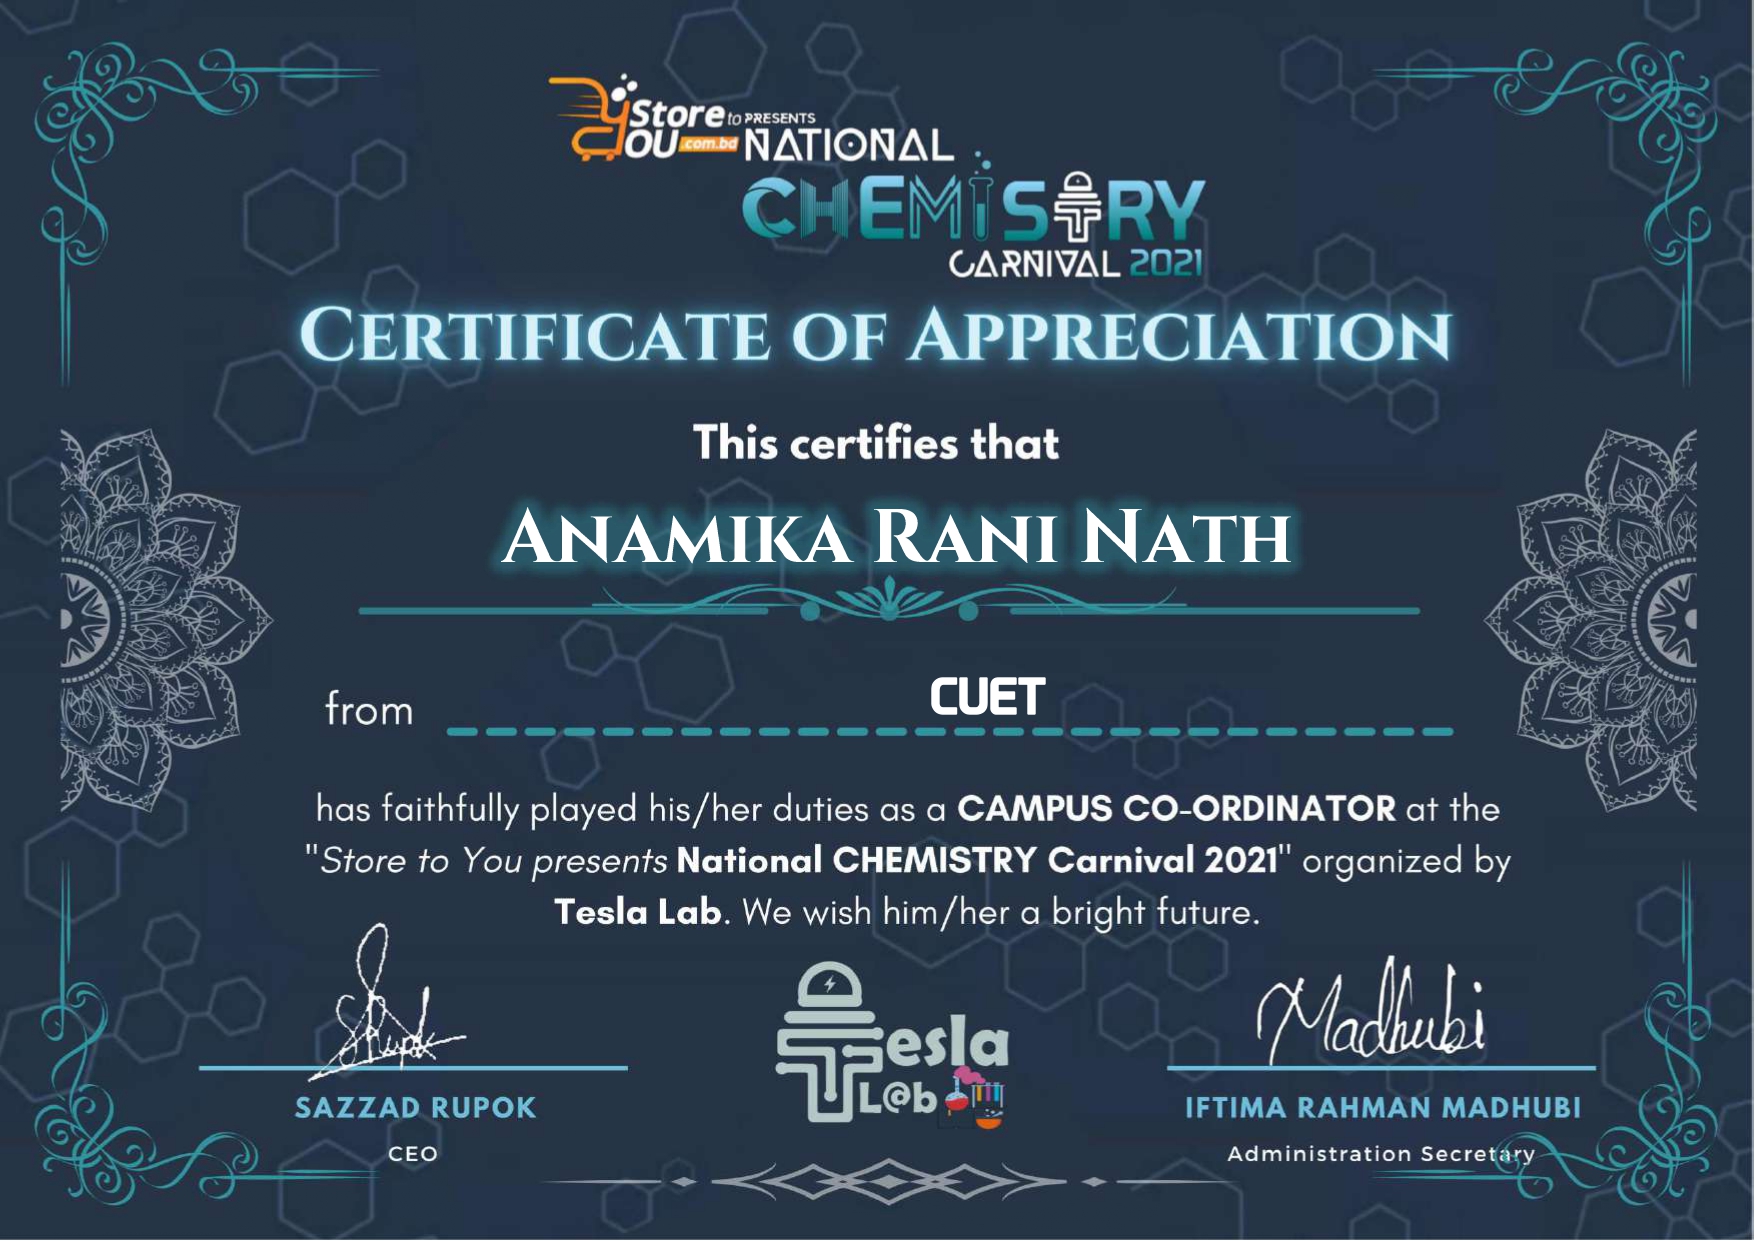 Store to PRESENTS
YOU .com.bd NATIONAL
CHEMISTRY
CARNIVAL 2021
CERTIFICATE OF APPRECIATION
This certifies that
ANAMIKA RANI NATH
from CUET
has faithfully played his/her duties as a CAMPUS CO-ORDINATOR at the
"Store to You presents National CHEMISTRY Carnival 2021" organized by
Tesla Lab. We wish him/her a bright future.
Rupok
Madhubi
Tesla
L@b
SAZZAD RUPOK
IFTIMA RAHMAN MADHUBI
CEO
Administration Secretary